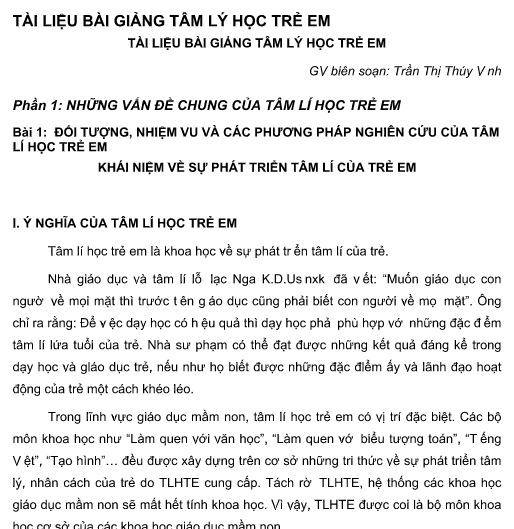 TÀI LIỆU BÀI GIẢNG TÂM LÝ HỌC TRẺ EM
TÀI LIỆU BÀI GIẢNG TÂM LÝ HỌC TRẺ EM
GV biên soạn: Trần Thị Thúy V nh
Phần 1: NHỮNG VẤN ĐỀ CHUNG CỦA TÂM LÍ HỌC TRẺ EM
Bài 1: ĐỐI TƯỢNG, NHIỆM VU VÀ CÁC PHƯƠNG PHÁP NGHIÊN CỨU CỦA TÂM
LÍ HỌC TRẺ EM
KHÁI NIỆM VỀ SỰ PHÁT TRIỂN TÂM LÍ CỦA TRẺ EM
I. Ý NGHĨA CỦA TÂM LÍ HỌC TRẺ EM
Tâm lí học trẻ em là khoa học về sự phát tr ển tâm lí của trẻ.
Nhà giáo dục và tâm lí lỗ lạc Nga K.D.Us nxk đã v ết: “Muốn giáo dục con
ngườ về mọi mặt thì trước t ên g áo dục cũng phải biết con người về mọ mặt”. Ông
chỉ ra rằng: Để v ệc dạy học có h ệu quả thì dạy học phả phù hợp vớ những đặc đ ểm
tâm lí lứa tuổi của trẻ. Nhà sư phạm có thể đạt được những kết quả đáng kể trong
dạy học và giáo dục trẻ, nếu như họ biết được những đặc điểm ấy và lãnh đạo hoạt
động của trẻ một cách khéo léo.
Trong lĩnh vực giáo dục mầm non, tâm lí học trẻ em có vị trí đặc biệt. Các bộ
môn khoa học như “Làm quen với văn học”, “Làm quen vớ biểu tượng toán”, “T ếng
V ệt”, “Tạo hình”… đều được xây dựng trên cơ sở những tri thức về sự phát triển tâm
lý, nhân cách của trẻ do TLHTE cung cấp. Tách rờ TLHTE, hệ thống các khoa học
giáo dục mầm non sẽ mất hết tính khoa học. Vì vậy, TLHTE được coi là bộ môn khoa
học cơ sở của các khoa học giáo dục mầm non